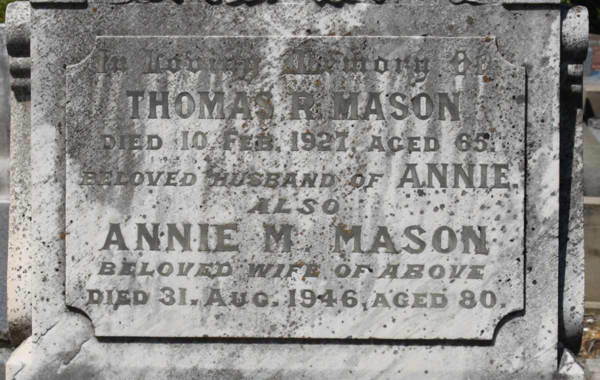 In Loving Memory Of
THOMAS R. MASON
DIED 10. FEB. 1927. AGED 65.
BELOVED HUSBAND OF ANNIE.
ALSO
ANNIE M MASON
BELOVED WIFE OF ABOVE
DIED 31. AUG. 1946, AGED 80.